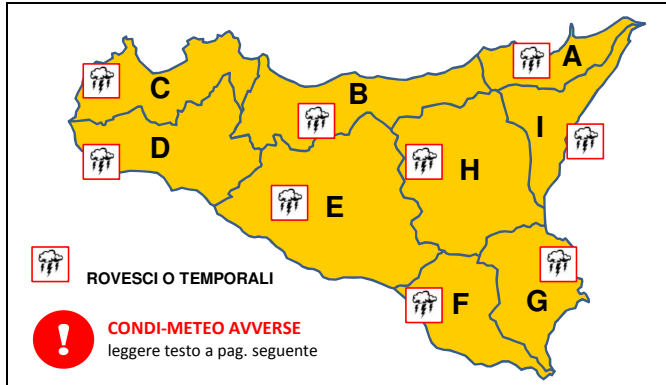 A
C
B
I
D
H
E
F
G
ROVESCI O TEMPORALI
! CONDI-METEO AVVERSE
leggere testo a pag. seguente